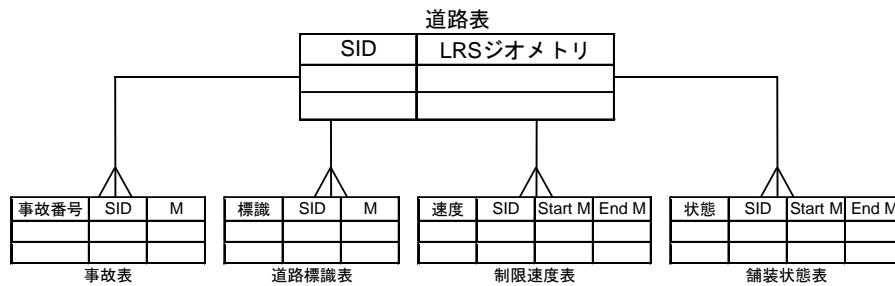 道路表
SID LRSジオメトリ
事故番号 SID M
標識 SID M
速度 SID Start M End M
状態 SID Start M End M
事故表
道路標識表
制限速度表
舗装状態表